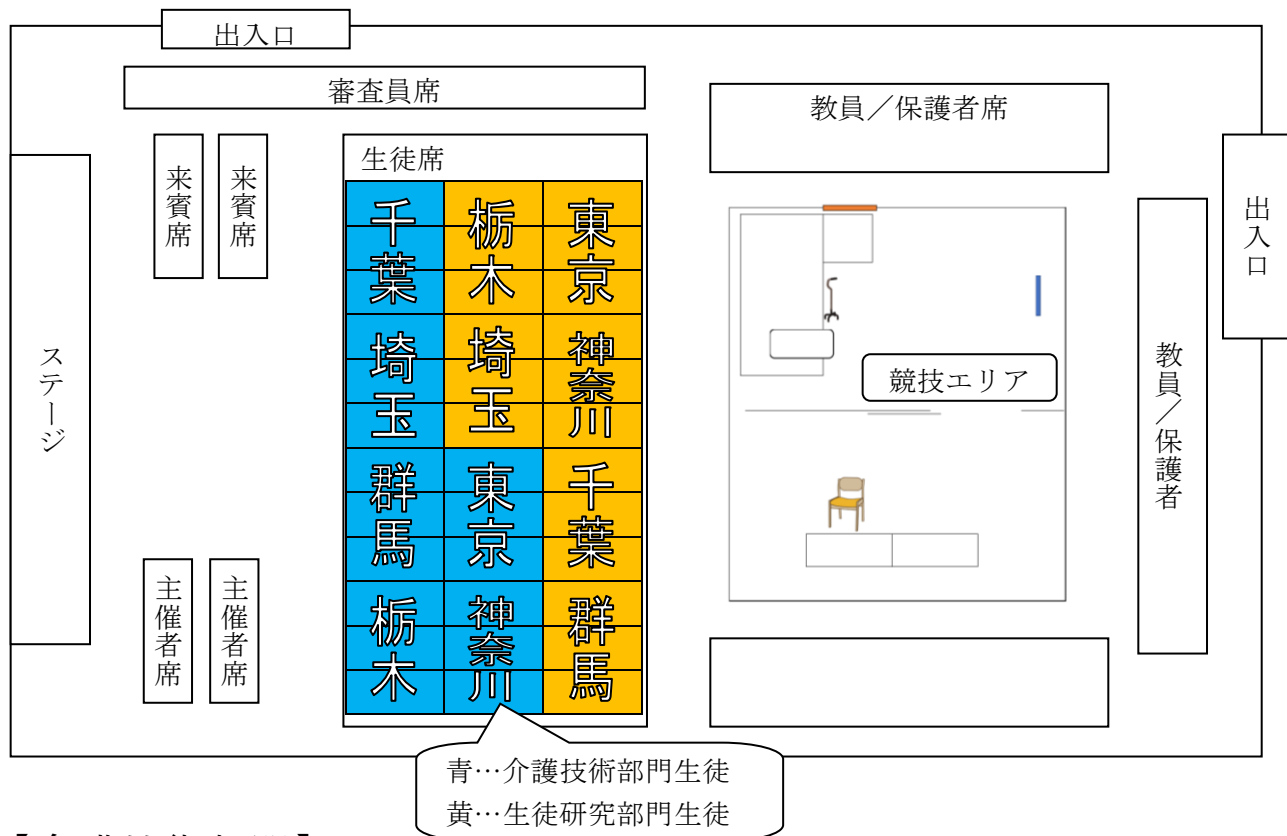 出入口
審査員席
教員／保護者席
来賓席
来賓席
生徒席
ステージ
千葉
栃木
東京
埼玉
埼玉
神奈川
群馬
東京
千葉
栃木
神奈川
群馬
競技エリア
出入口
教員／保護者
主催者席
主催者席
青…介護技術部門生徒
黄…生徒研究部門生徒